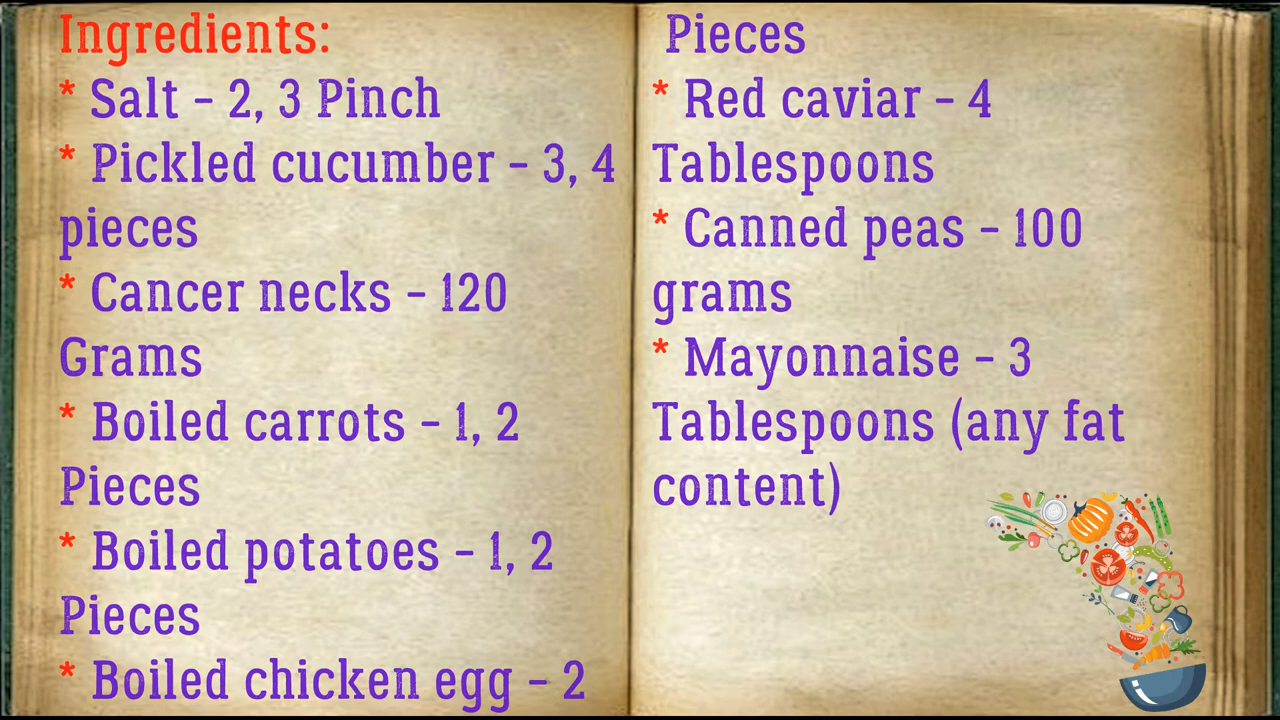 Ingredients:
* Salt – 2, 3 Pinch
* Pickled cucumber – 3, 4
pieces
* Cancer necks – 120
Grams
* Boiled carrots – 1, 2
Pieces
* Boiled potatoes – 1, 2
Pieces
* Boiled chicken egg – 2
Pieces
* Red caviar – 4
Tablespoons
* Canned peas – 100
grams
* Mayonnaise – 3
Tablespoons (any fat
content)